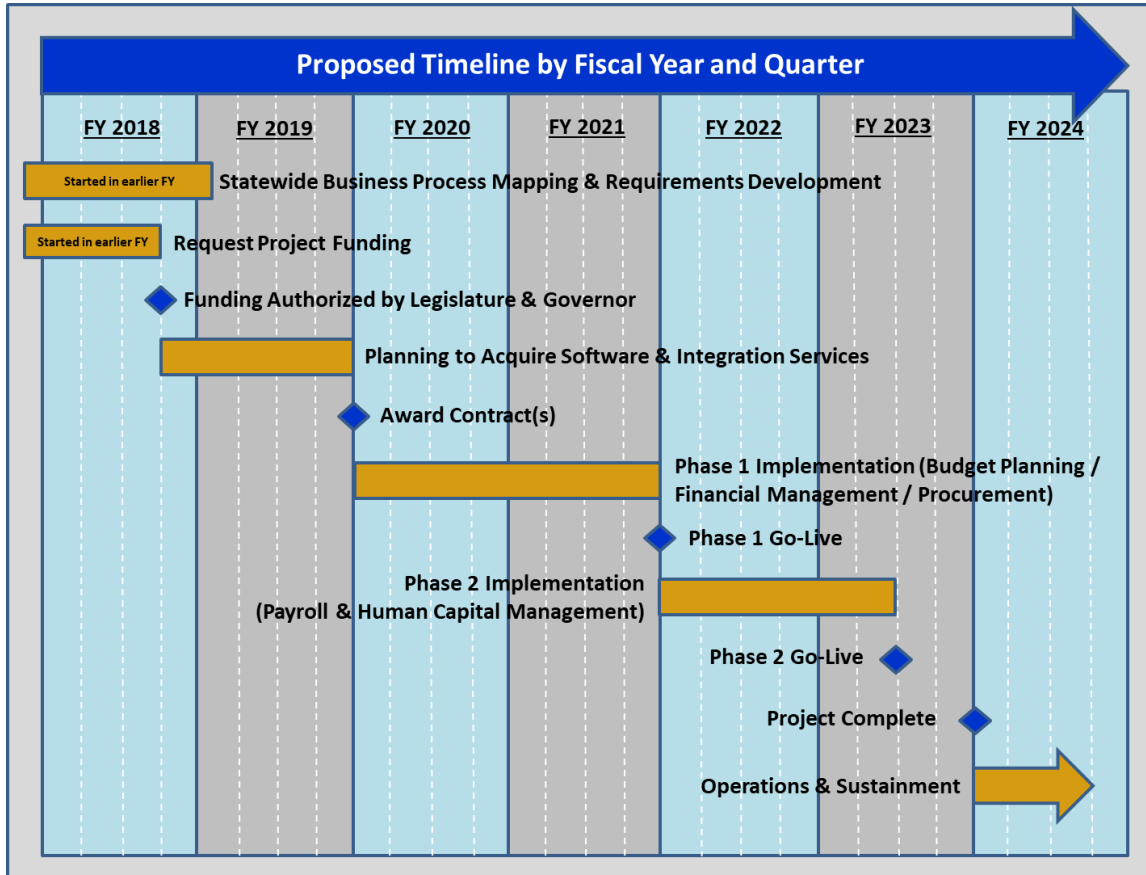 Proposed Timeline by Fiscal Year and Quarter
FY 2018
FY 2019
FY 2020
FY 2021
FY 2022
FY 2023
FY 2024
Started in earlier FY
Statewide Business Process Mapping & Requirements Development
Started in earlier FY
Request Project Funding
Funding Authorized by Legislature & Governor
Planning to Acquire Software & Integration Services
Award Contract(s)
Phase 1 Implementation (Budget Planning /
Financial Management / Procurement)
Phase 1 Go-Live
Phase 2 Implementation
(Payroll & Human Capital Management)
Phase 2 Go-Live
Project Complete
Operations & Sustainment